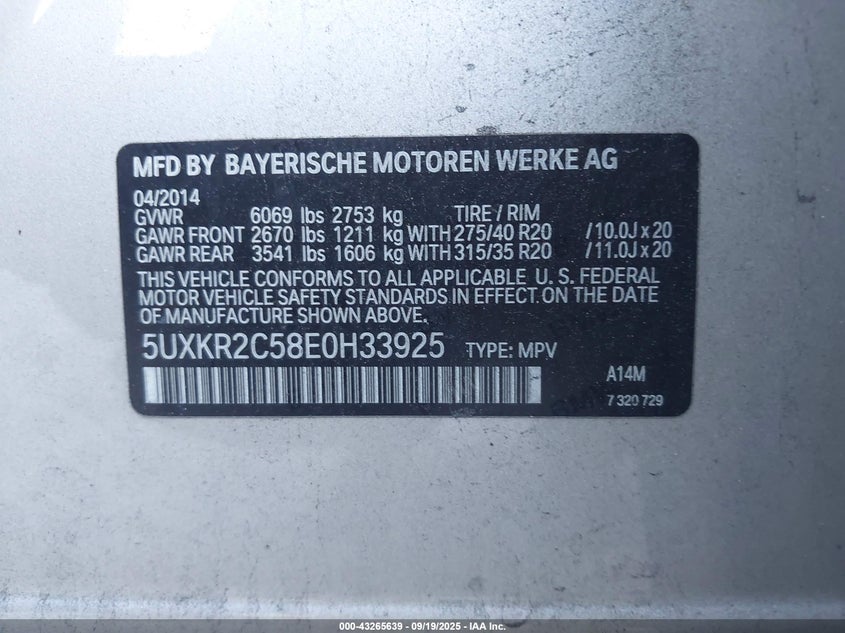 MFD BY BAYERISCHE MOTOREN WERKE AG
04/2014
GVWR 6069 lbs 2753 kg TIRE / RIM
GAWR FRONT 2670 lbs 1211 kg WITH 275/40 R20 /10.0J x 20
GAWR REAR 3541 lbs 1606 kg WITH 315/35 R20 /11.0J x 20
THIS VEHICLE CONFORMS TO ALL APPLICABLE U. S. FEDERAL
MOTOR VEHICLE SAFETY STANDARDS IN EFFECT ON THE DATE
OF MANUFACTURE SHOWN ABOVE.
5UXKR2C58E0H33925 TYPE: MPV
A14M
7 320 729
000-43265639 - 09/19/2025 - IAA Inc.